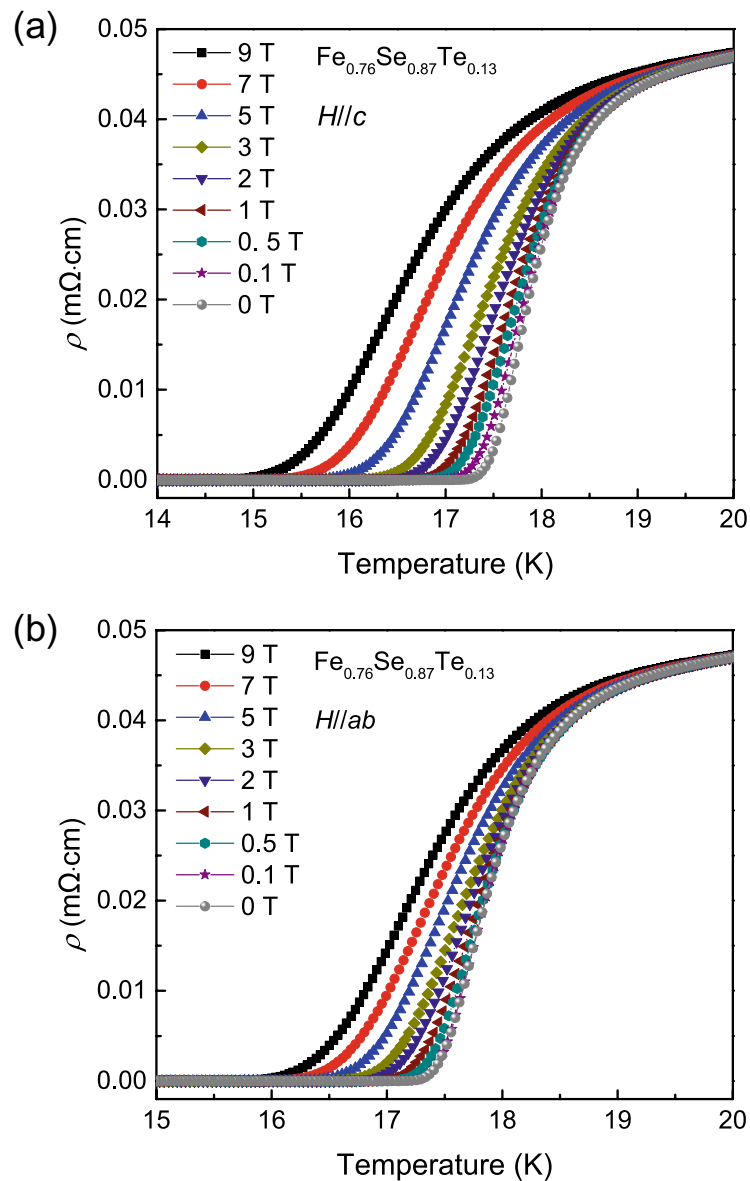 (a)
0.05
0.04
0.03
0.02
0.01
0.00
ρ (mΩ·cm)
9 T
7 T
5 T
3 T
2 T
1 T
0. 5 T
0.1 T
0 T
Fe0.76Se0.87Te0.13
H//c
14 15 16 17 18 19 20
Temperature (K)
(b)
0.05
0.04
0.03
0.02
0.01
0.00
ρ (mΩ·cm)
9 T
7 T
5 T
3 T
2 T
1 T
0.5 T
0.1 T
0 T
Fe0.76Se0.87Te0.13
H//ab
15 16 17 18 19 20
Temperature (K)